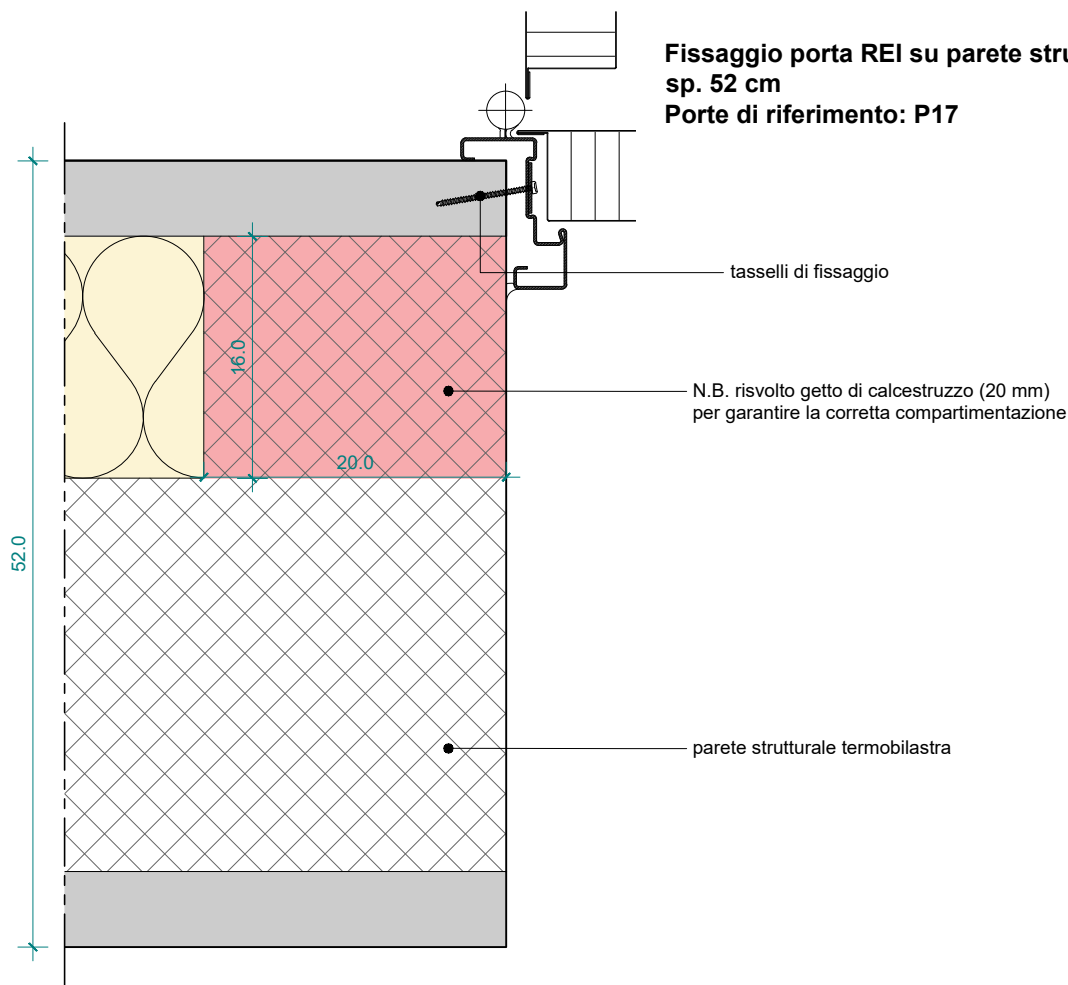 Fissaggio porta REI su parete stru
sp. 52 cm
Porte di riferimento: P17
tasselli di fissaggio
16.0
N.B. risvolto getto di calcestruzzo (20 mm)
per garantire la corretta compartimentazione
20.0
52.0
parete strutturale termobilastra